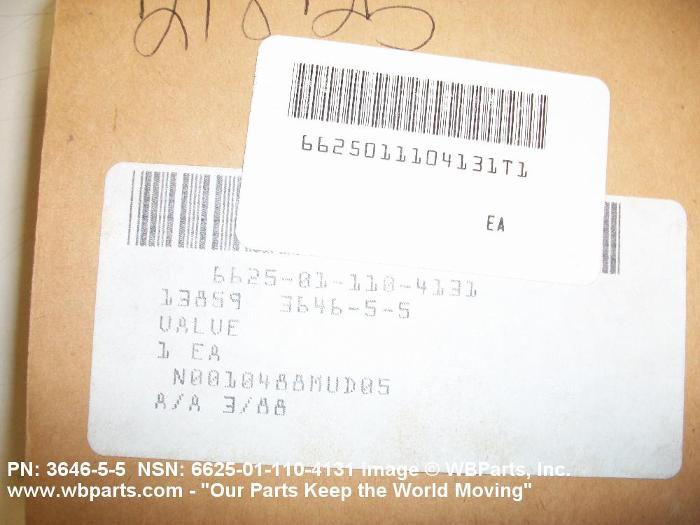 6625011104131T1
EA
6625-01-110-4131
13859 3646-5-5
VALVE
1 EA
N0010488MUD05
A/A 3/88
PN: 3646-5-5 NSN: 6625-01-110-4131 Image © WBParts, Inc.
www.wbparts.com - "Our Parts Keep the World Moving"